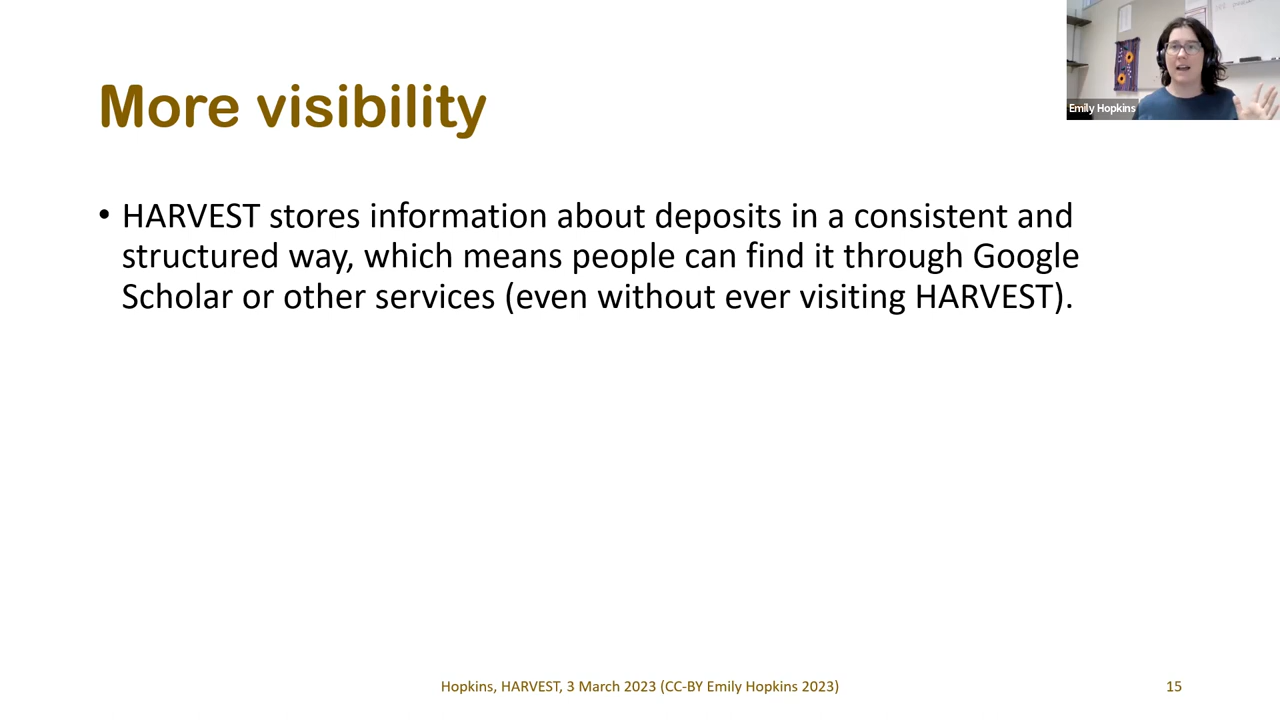 More visibility
Emily Hopkins
• HARVEST stores information about deposits in a consistent and
structured way, which means people can find it through Google
Scholar or other services (even without ever visiting HARVEST).
Hopkins, HARVEST, 3 March 2023 (CC-BY Emily Hopkins 2023)
15